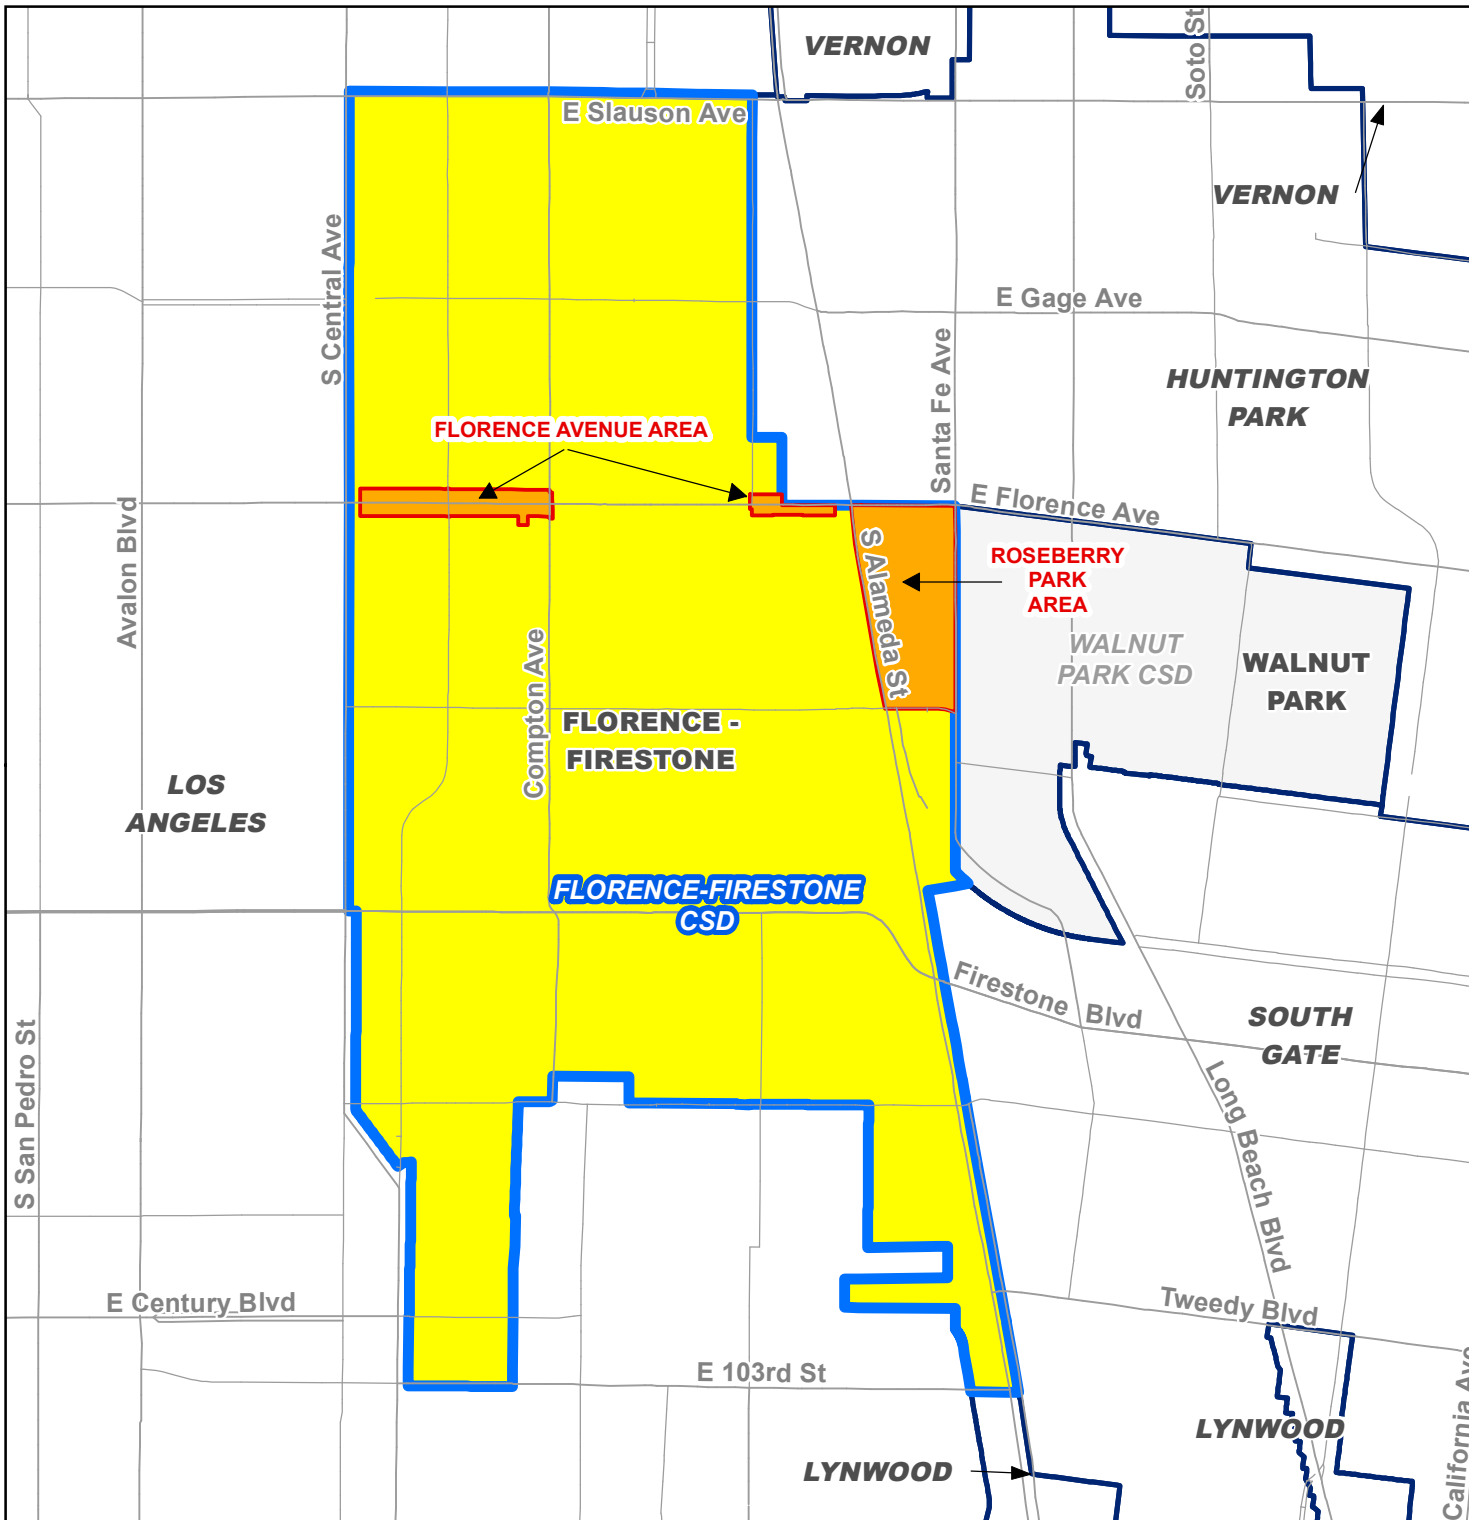 VERNON
Soto St
E Slauson Ave
VERNON
S Central Ave
E Gage Ave
Santa Fe Ave
HUNTINGTON
PARK
FLORENCE AVENUE AREA
E Florence Ave
Avalon Blvd
S Alameda St
ROSEBERRY
PARK
AREA
WALNUT
PARK CSD
WALNUT
PARK
Compton Ave
FLORENCE -
FIRESTONE
LOS
ANGELES
FLORENCE-FIRESTONE
CSD
Firestone Blvd
SOUTH
GATE
S San Pedro St
Long Beach Blvd
E Century Blvd
Tweedy Blvd
E 103rd St
California Ave
LYNWOOD
LYNWOOD